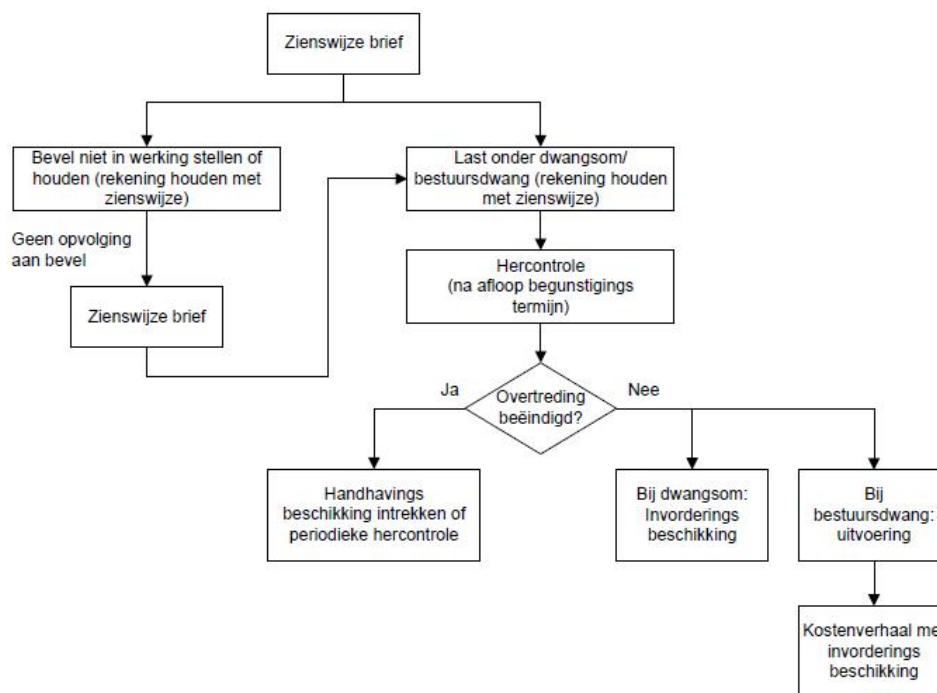 Zienswijze brief
Bevel niet in werking stellen of
houden (rekening houden met
zienswijze)
Last onder dwangsom/
bestuursdwang (rekening houden
met zienswijze)
Geen opvolging
aan bevel
Zienswijze brief
Hercontrole
(na afloop begunstigings
termijn)
Ja
Nee
Overtreding
beëindigd?
Handhavings
beschikking intrekken of
periodieke hercontrole
Bij dwangsom:
Invorderings
beschikking
Bij
bestuursdwang:
uitvoering
Kostenverhaal me
invorderings
beschikking